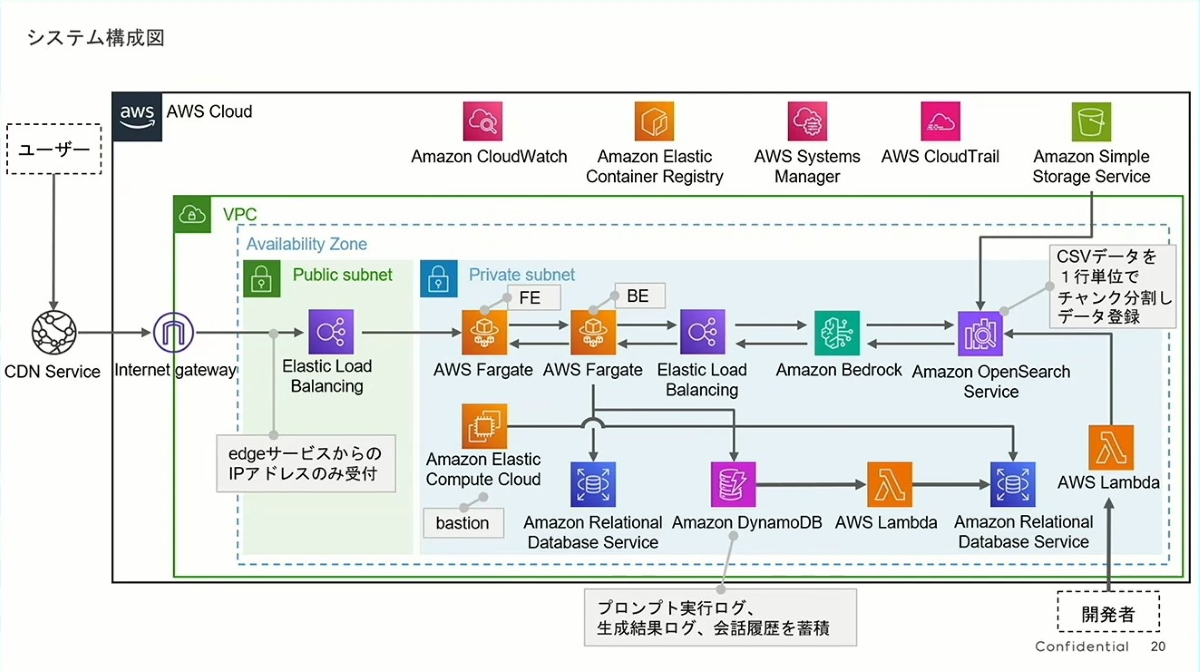 システム構成図
aws
AWS Cloud
ユーザー
Amazon CloudWatch
Amazon Elastic
Container Registry
AWS Systems
Manager
AWS CloudTrail
Amazon Simple
Storage Service
VPC
Availability Zone
Public subnet
Private subnet
FE
BE
CSVデータを
1行単位で
チャンク分割し
データ登録
CDN Service
Internet gateway
Elastic Load
Balancing
AWS Fargate
AWS Fargate
Elastic Load
Balancing
Amazon Bedrock
Amazon OpenSearch
Service
edgeサービスからの
IPアドレスのみ受付
Amazon Elastic
Compute Cloud
bastion
Amazon Relational
Database Service
Amazon DynamoDB
AWS Lambda
Amazon Relational
Database Service
AWS Lambda
プロンプト実行ログ、
生成結果ログ、会話履歴を蓄積
開発者
Confidential 20